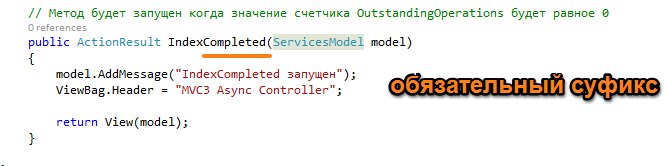 // Метод будет запущен когда значение счетчика OutstandingOperations будет равное 0
0 references
public ActionResult IndexCompleted(ServicesModel model)
{
model.AddMessage("IndexCompleted запущен");
ViewBag.Header = "MVC3 Async Controller";
обязательный суфикс
return View(model);
}